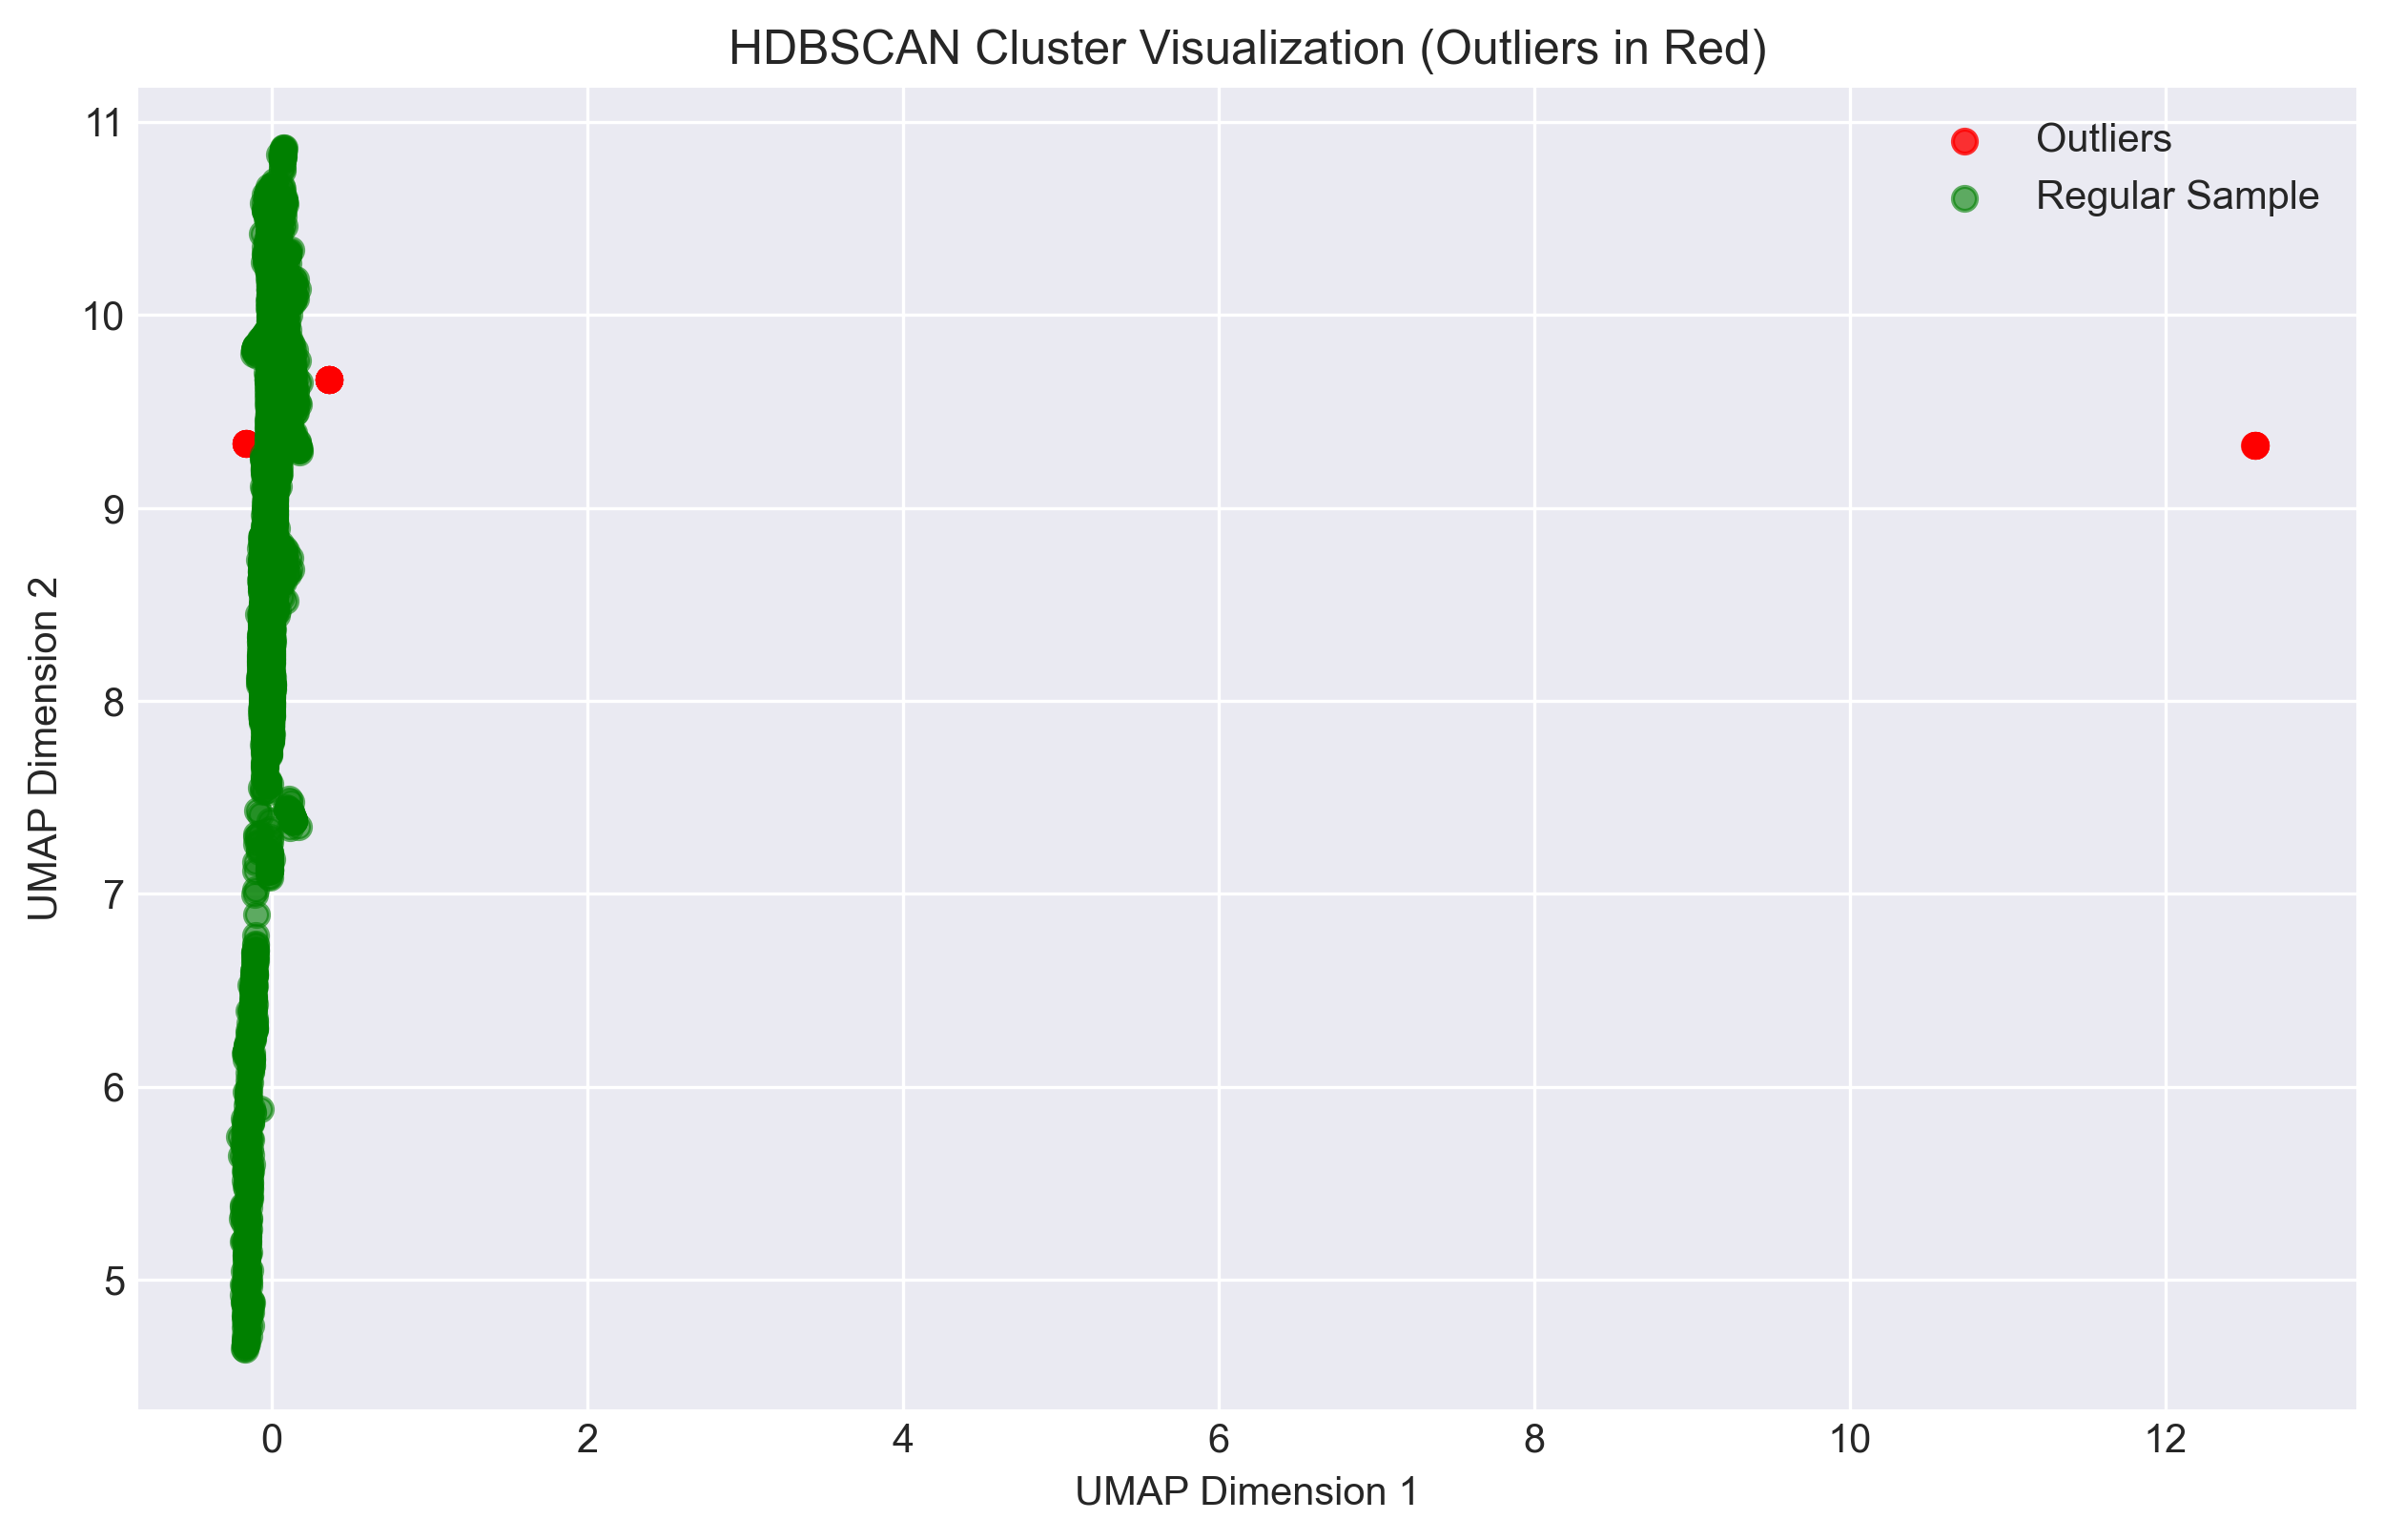 HDBSCAN Cluster Visualization (Outliers in Red)
Outliers
Regular Sample
UMAP Dimension 2
11
10
9
8
7
6
5
0 2 4 6 8 10 12
UMAP Dimension 1